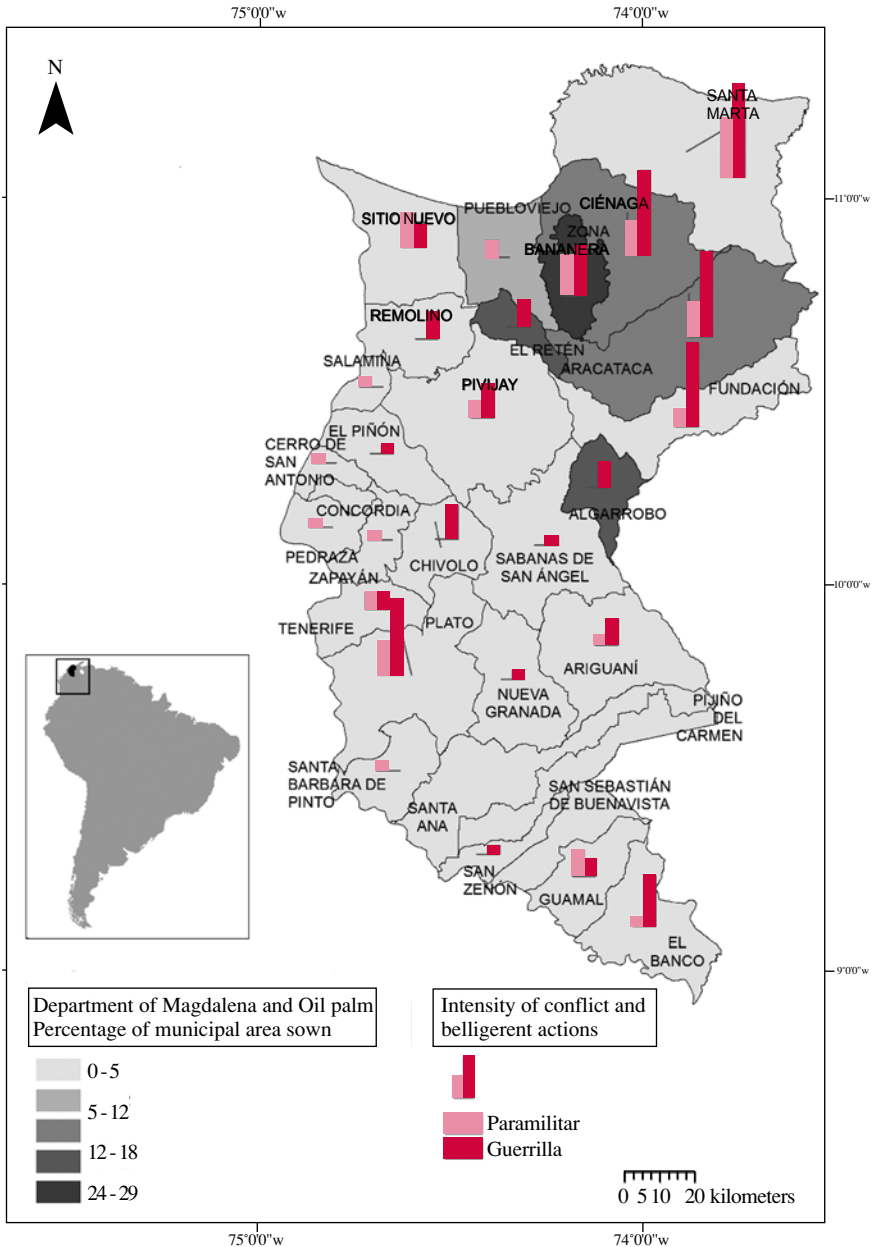 75°0'0"w
74°0'0"w
N
SANTA
MARTA
11°0'0"w
CIÉNAGA
PUEBLOVIEJO
SITIO NUEVO
ZONA
BANANERA
REMOLINO
EL RETÉN
SALAMINA
ARACATACA
PIVIJAY
FUNDACIÓN
EL PIÑÓN
CERRO DE
SAN
ANTONIO
CONCORDIA
ALGARROBO
PEDRAZA
CHIVOLO
SABANAS DE
SAN ÁNGEL
ZAPAYÁN
10°0'0"w
TENERIFE
PLATO
ARIGUANÍ
NUEVA
GRANADA
PIJIÑO
DEL
CARMEN
SANTA
BARBARA DE
PINTO
SAN SEBASTIÁN
DE BUENAVISTA
SANTA
ANA
SAN
ZENÓN
GUAMAL
EL
BANCO
9°0'0"w
Department of Magdalena and Oil palm
Percentage of municipal area sown
0 - 5
5 - 12
12 - 18
24 - 29
Intensity of conflict and
belligerent actions
Paramilitar
Guerrilla
0 5 10 20 kilometers
75°0'0"w
74°0'0"w